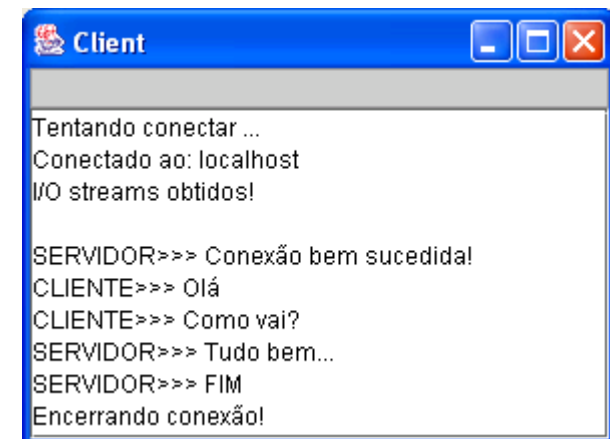 Client
Tentando conectar ...
Conectado ao: localhost
I/O streams obtidos!
SERVIDOR>>> Conexão bem sucedida!
CLIENTE>>> Olá
CLIENTE>>> Como vai?
SERVIDOR>>> Tudo bem...
SERVIDOR>>> FIM
Encerrando conexão!